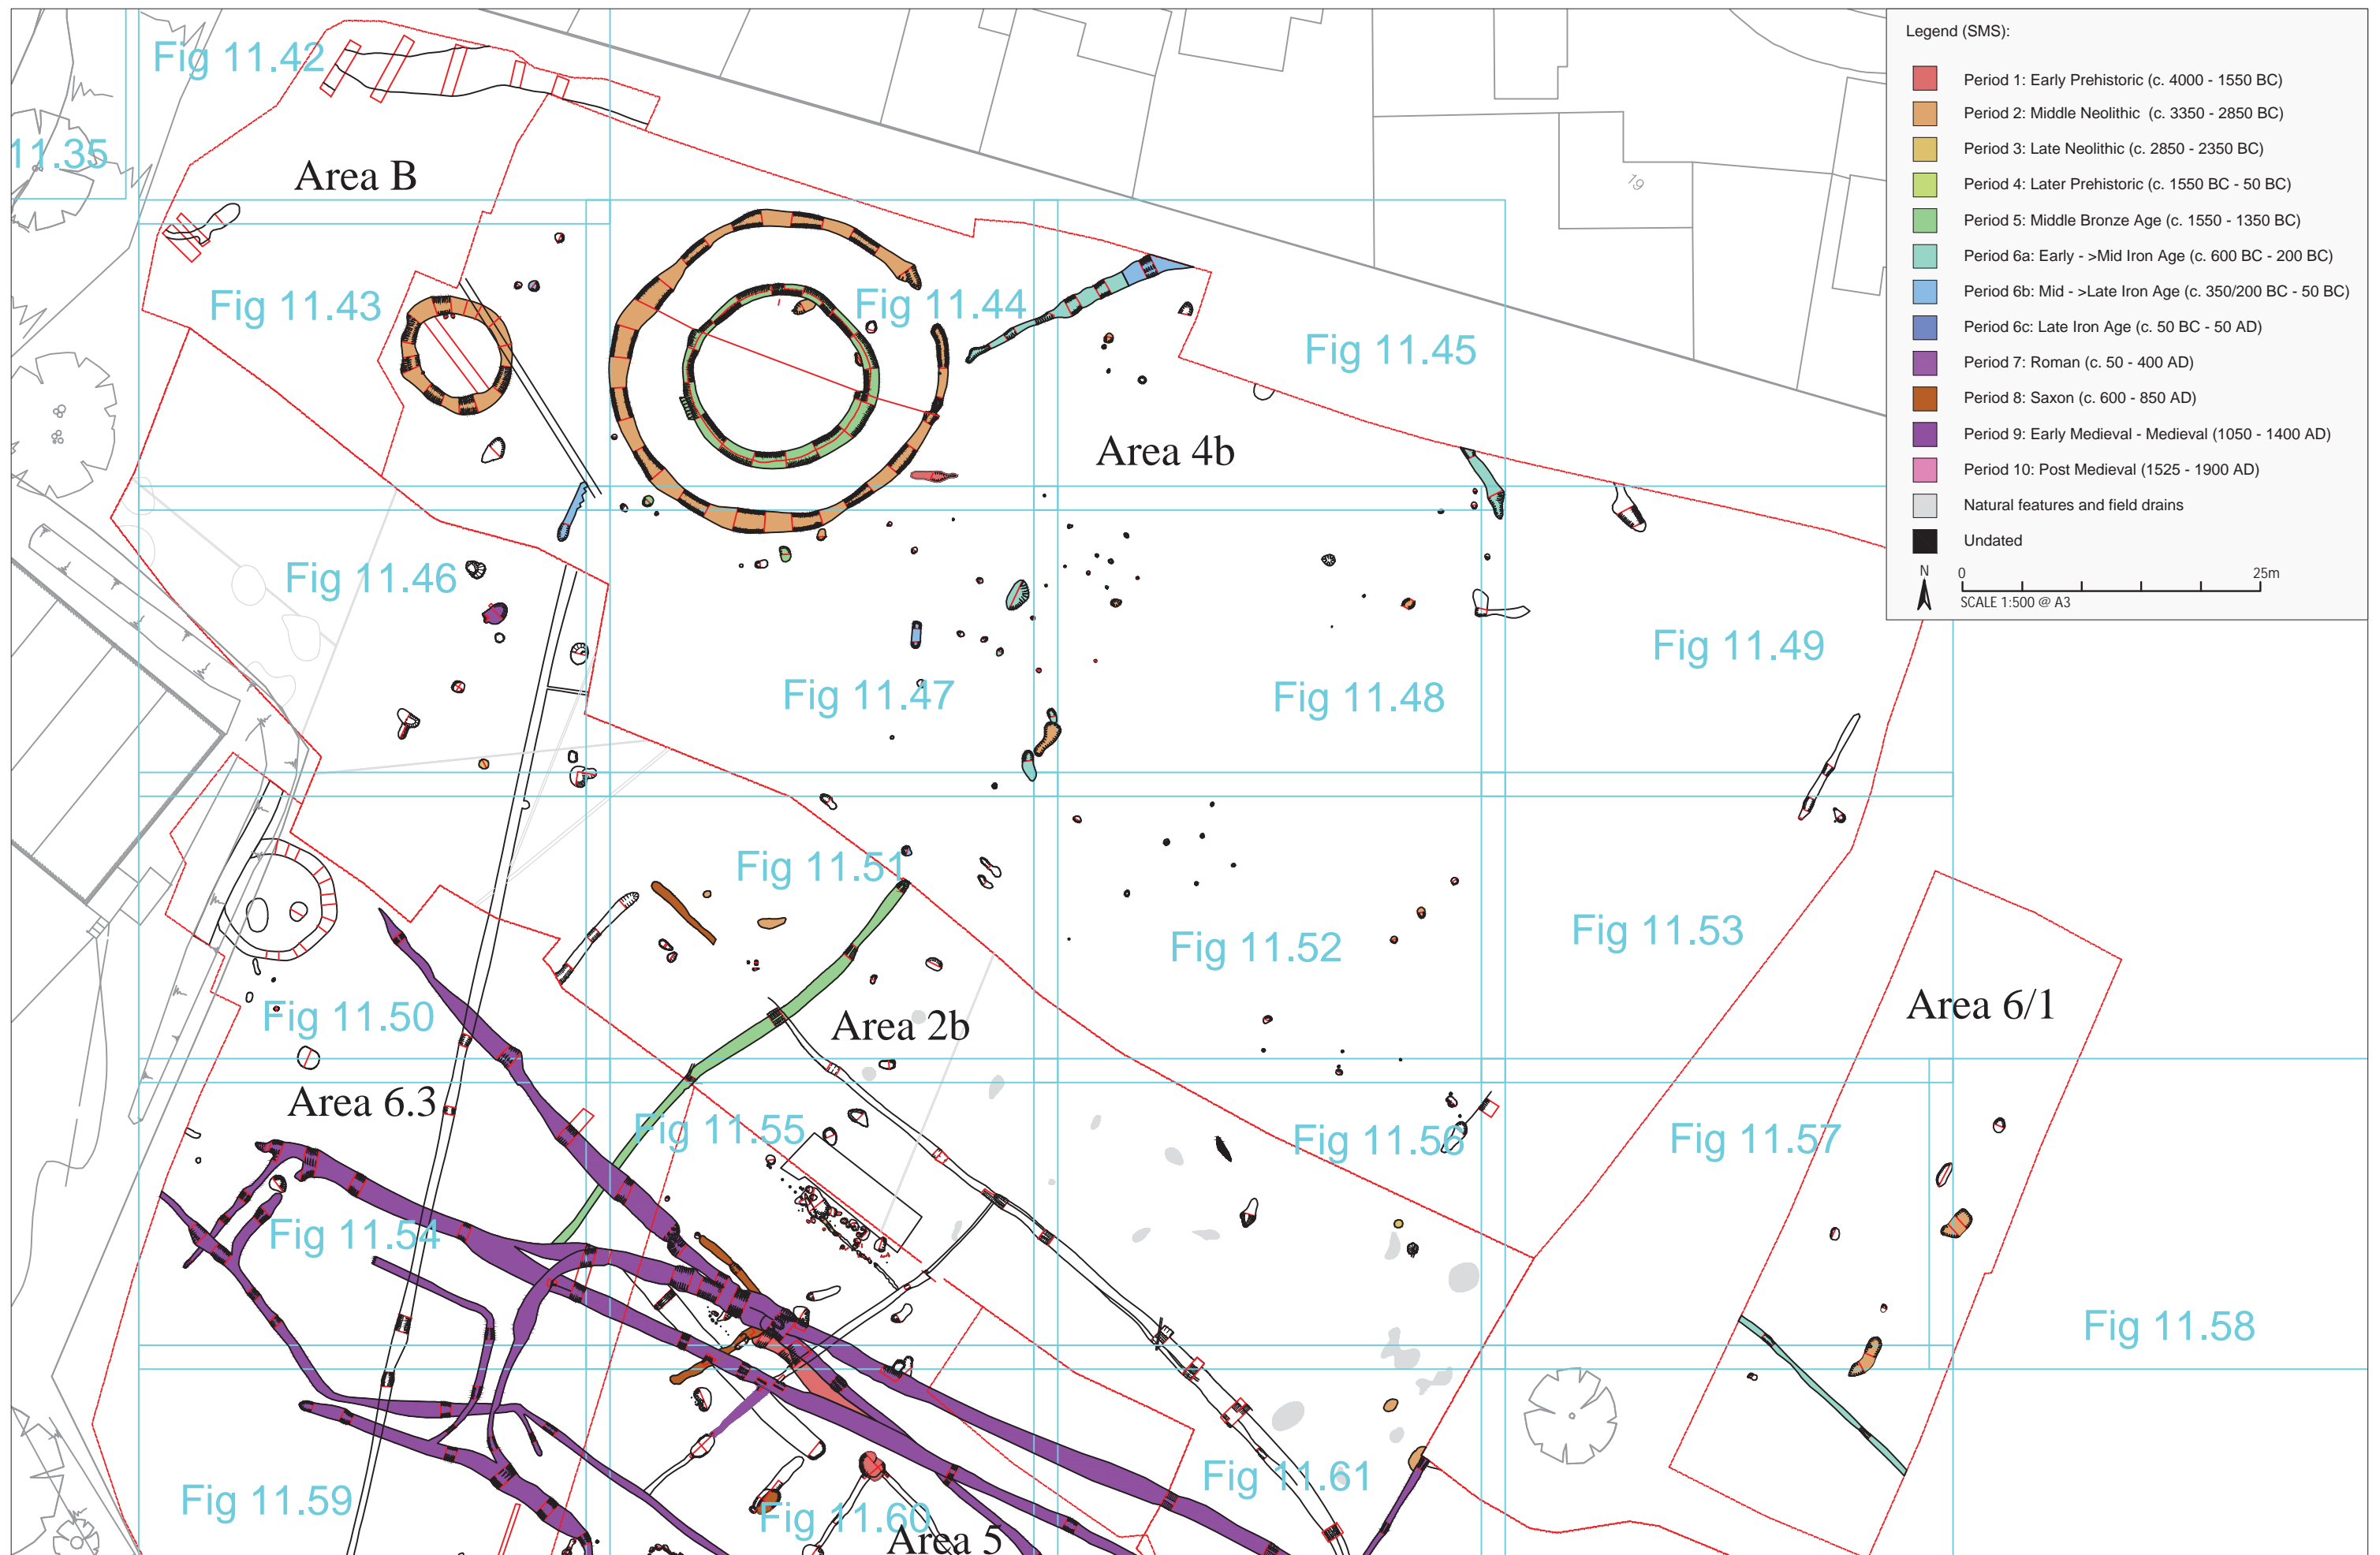 Fig 11.42
11.35
Area B
Fig 11.43
Fig 11.44
Fig 11.45
Area 4b
19
Fig 11.46
Fig 11.47
Fig 11.48
Fig 11.49
Fig 11.51
Fig 11.52
Fig 11.53
Fig 11.50
Area 2b
Area 6/1
Area 6.3
Fig 11.55
Fig 11.56
Fig 11.57
Fig 11.54
Fig 11.58
Fig 11.59
Fig 11.60
Fig 11.61
Area 5
Legend (SMS):
Period 1: Early Prehistoric (c. 4000 - 1550 BC)
Period 2: Middle Neolithic (c. 3350 - 2850 BC)
Period 3: Late Neolithic (c. 2850 - 2350 BC)
Period 4: Later Prehistoric (c. 1550 BC - 50 BC)
Period 5: Middle Bronze Age (c. 1550 - 1350 BC)
Period 6a: Early - >Mid Iron Age (c. 600 BC - 200 BC)
Period 6b: Mid - >Late Iron Age (c. 350/200 BC - 50 BC)
Period 6c: Late Iron Age (c. 50 BC - 50 AD)
Period 7: Roman (c. 50 - 400 AD)
Period 8: Saxon (c. 600 - 850 AD)
Period 9: Early Medieval - Medieval (1050 - 1400 AD)
Period 10: Post Medieval (1525 - 1900 AD)
Natural features and field drains
Undated
N
0 25m
SCALE 1:500 @ A3